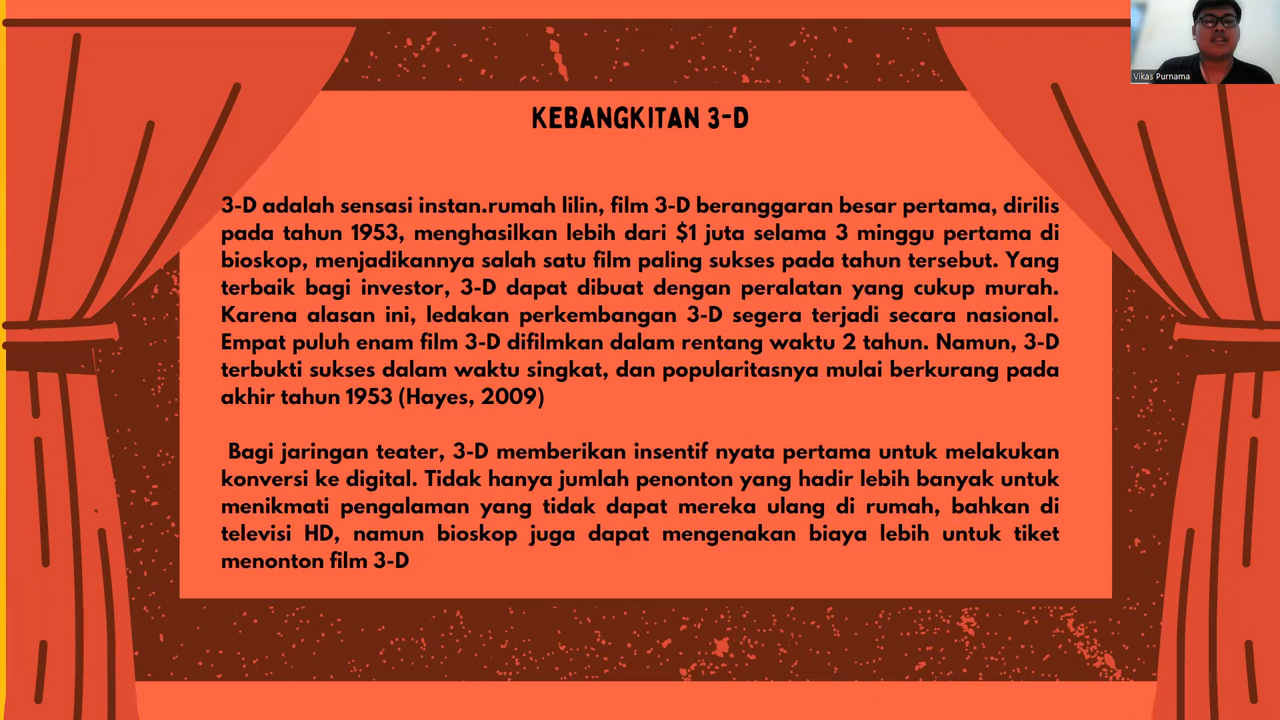 Vikas Purnama
KEBANGKITAN 3-D
3-D adalah sensasi instan.rumah lilin, film 3-D beranggaran besar pertama, dirilis
pada tahun 1953, menghasilkan lebih dari $1 juta selama 3 minggu pertama di
bioskop, menjadikannya salah satu film paling sukses pada tahun tersebut. Yang
terbaik bagi investor, 3-D dapat dibuat dengan peralatan yang cukup murah.
Karena alasan ini, ledakan perkembangan 3-D segera terjadi secara nasional.
Empat puluh enam film 3-D difilmkan dalam rentang waktu 2 tahun. Namun, 3-D
terbukti sukses dalam waktu singkat, dan popularitasnya mulai berkurang pada
akhir tahun 1953 (Hayes, 2009)
Bagi jaringan teater, 3-D memberikan insentif nyata pertama untuk melakukan
konversi ke digital. Tidak hanya jumlah penonton yang hadir lebih banyak untuk
menikmati pengalaman yang tidak dapat mereka ulang di rumah, bahkan di
televisi HD, namun bioskop juga dapat mengenakan biaya lebih untuk tiket
menonton film 3-D